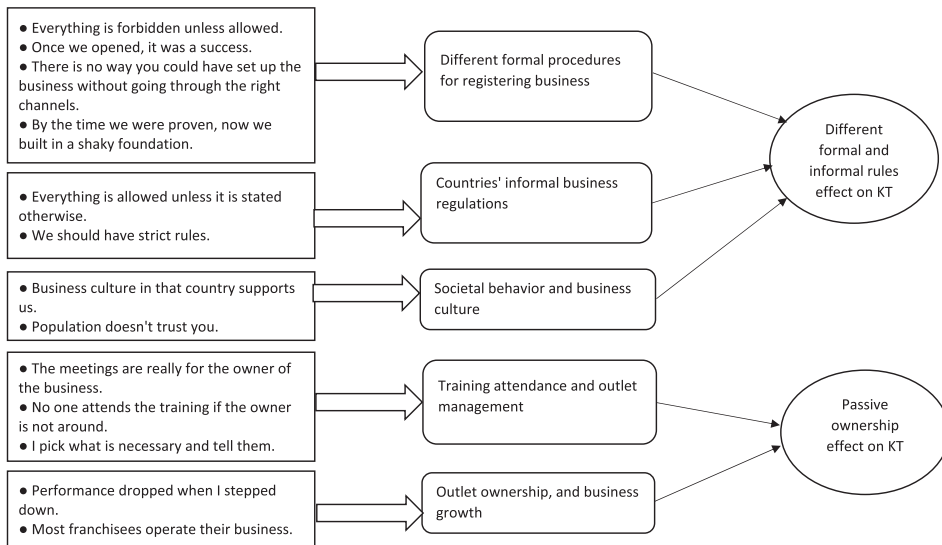 ● Everything is forbidden unless allowed.
● Once we opened, it was a success.
● There is no way you could have set up the
business without going through the right
channels.
● By the time we were proven, now we
built in a shaky foundation.
Different formal procedures
for registering business
● Everything is allowed unless it is stated
otherwise.
● We should have strict rules.
Countries' informal business
regulations
● Business culture in that country supports
us.
● Population doesn't trust you.
Societal behavior and business
culture
Different
formal and
informal rules
effect on KT
● The meetings are really for the owner of
the business.
● No one attends the training if the owner
is not around.
● I pick what is necessary and tell them.
Training attendance and outlet
management
● Performance dropped when I stepped
down.
● Most franchisees operate their business.
Outlet ownership, and business
growth
Passive
ownership
effect on KT